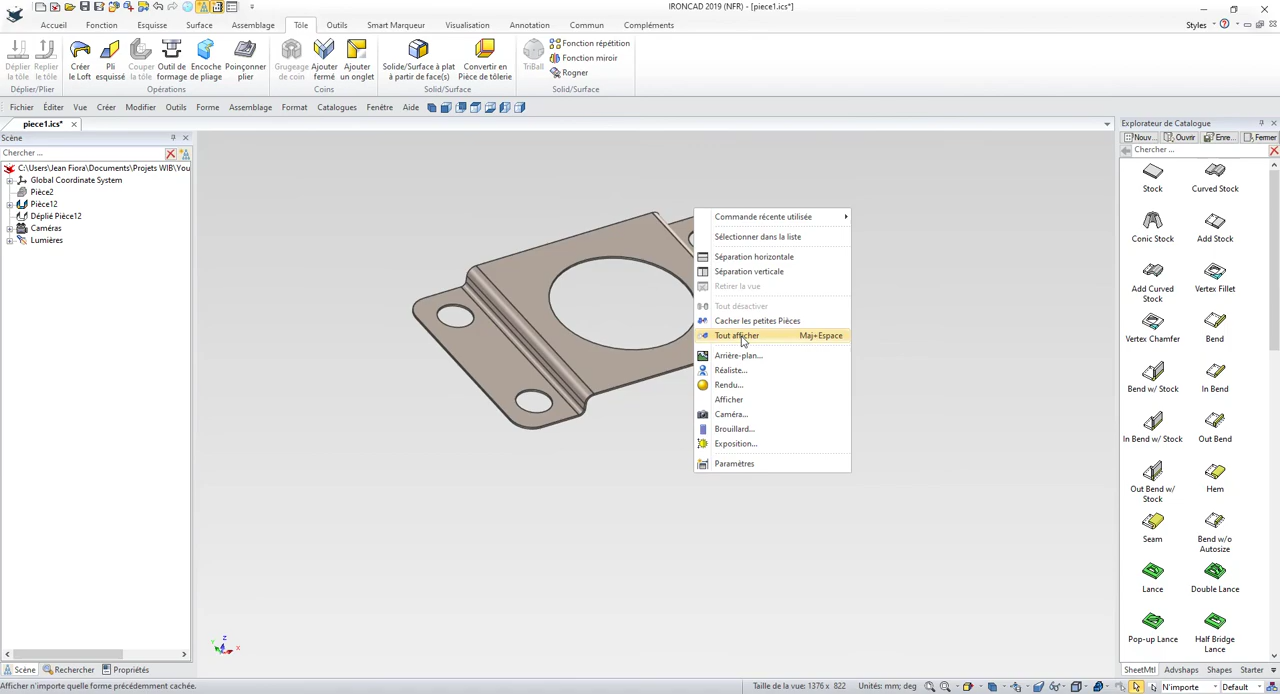 IRONCAD 2019 (NFR) - [piece1.ics*]
Accueil Fonction Esquisse Surface Assemblage Tôle Outils Smart Marqueur Visualisation Annotation Commun Compléments
Styles
Déplier la tôle
Replier le tôle
Déplier/Plier
Créer le Loft
Pli esquissé
Couper la tôle
Outil de formage
Encoche de pliage
Poinçonner plier
Opérations
Grugeage de coin
Ajouter fermé
Ajouter un onglet
Coins
Solide/Surface à plat à partir de face(s)
Convertir en Pièce de tôlerie
Solid/Surface
TriBall
Fonction répétition
Fonction miroir
Rogner
Solid/Surface
Fichier Éditer Vue Créer Modifier Outils Forme Assemblage Format Catalogues Fenêtre Aide
piece1.ics*
Scène
Chercher ...
C:\Users\Jean Fiora\Documents\Projets WIB\You
Global Coordinate System
Pièce2
Pièce12
Déplié Pièce12
Caméras
Lumières
Commande récente utilisée
Sélectionner dans la liste
Séparation horizontale
Séparation verticale
Retirer la vue
Tout désactiver
Cacher les petites Pièces
Tout afficher Maj+Espace
Arrière-plan...
Réaliste...
Rendu...
Afficher
Caméra...
Brouillard...
Exposition...
Paramètres
Explorateur de Catalogue
Nouv... Ouvrir Enre... Fermer
Chercher ...
Stock Curved Stock
Conic Stock Add Stock
Add Curved Stock Vertex Fillet
Vertex Chamfer Bend
Bend w/ Stock In Bend
In Bend w/ Stock Out Bend
Out Bend w/ Stock Hem
Seam Bend w/o Autosize
Lance Double Lance
Pop-up Lance Half Bridge Lance
SheetMtl Advshaps Shapes Starter
Z
Y
X
Scène Rechercher Propriétés
Afficher n'importe quelle forme précédemment cachée.
Taille de la vue: 1376 x 822 Unités: mm; deg
N'importe Default